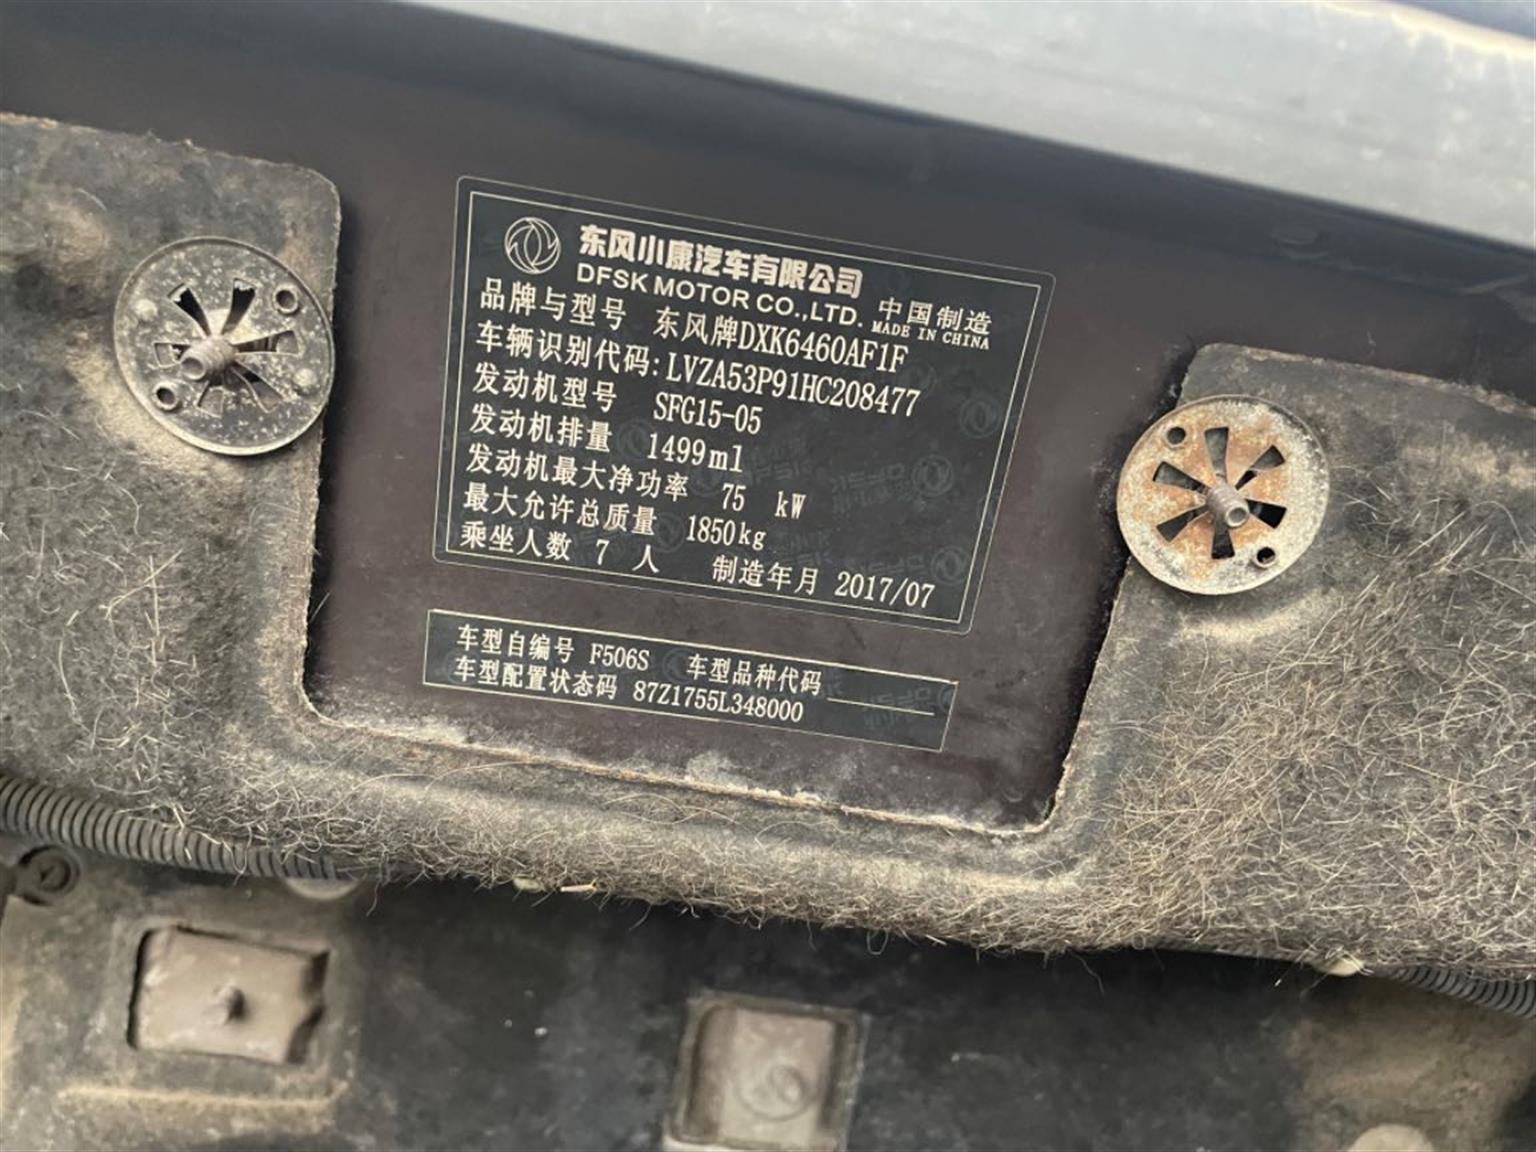 东风小康汽车有限公司
DFSK MOTOR CO.,LTD.
中国制造
MADE IN CHINA
品牌与型号 东风牌DXK6460AF1F
车辆识别代码:LVZA53P91HC208477
发动机型号 SFG15-05
发动机排量 1499ml
发动机最大净功率 75 kW
最大允许总质量 1850kg
乘坐人数 7 人 制造年月 2017/07
车型自编号 F506S 车型品种代码
车型配置状态码 87Z1755L348000